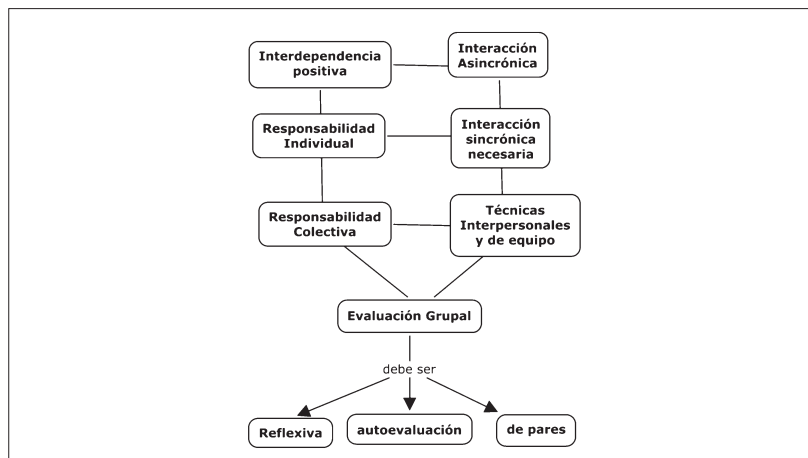 Interdependencia
positiva
Interacción
Asincrónica
Responsabilidad
Individual
Interacción
sincrónica
necesaria
Responsabilidad
Colectiva
Técnicas
Interpersonales
y de equipo
Evaluación Grupal
debe ser
Reflexiva
autoevaluación
de pares